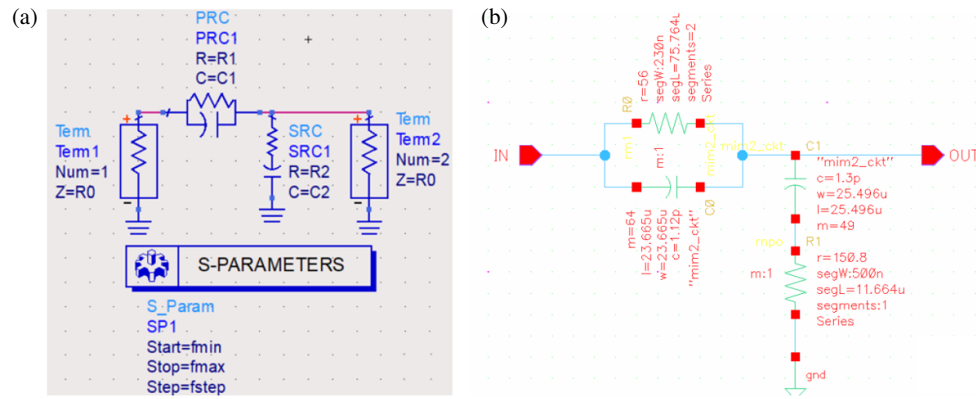 (a)
PRC
PRC1
R=R1
C=C1
+
Term
Term1
Num=1
Z=R0
+
SRC
SRC1
R=R2
C=C2
+
Term
Term2
Num=2
Z=R0
S-PARAMETERS
S_Param
SP1
Start=fmin
Stop=fmax
Step=fstep
(b)
IN
R0
r=56
segW:230n
segL=75.764u
segments=2
Series
rm1
m:1
mim2_ckt
C0
m=64
l=23.665u
w=23.665u
c=1.12p
"mim2_ckt"
mim2_ckt
C1
"mim2_ckt"
c=1.3p
w=25.496u
l=25.496u
m=49
OUT
R1
r=150.8
segW:500n
segL=11.664u
segments:1
Series
m:1
gnd